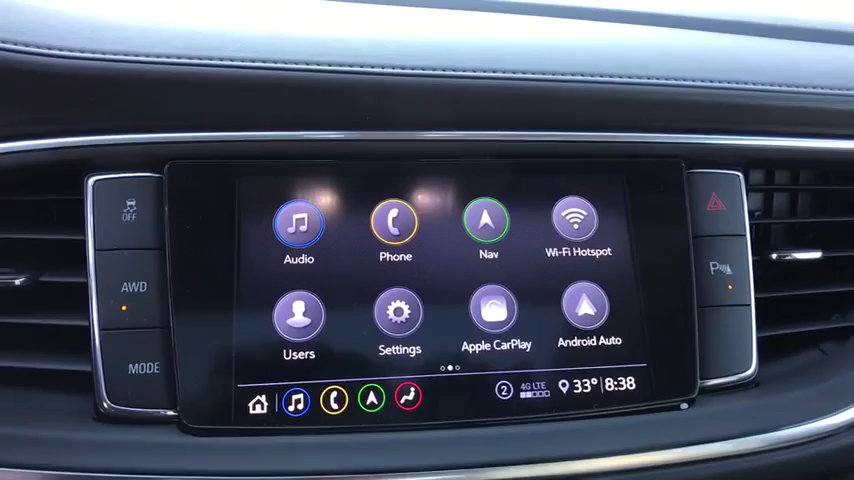 OFF
AWD
MODE
Audio
Phone
Nav
Wi-Fi Hotspot
Users
Settings
Apple CarPlay
Android Auto
2
4G LTE
33°
8:38
P